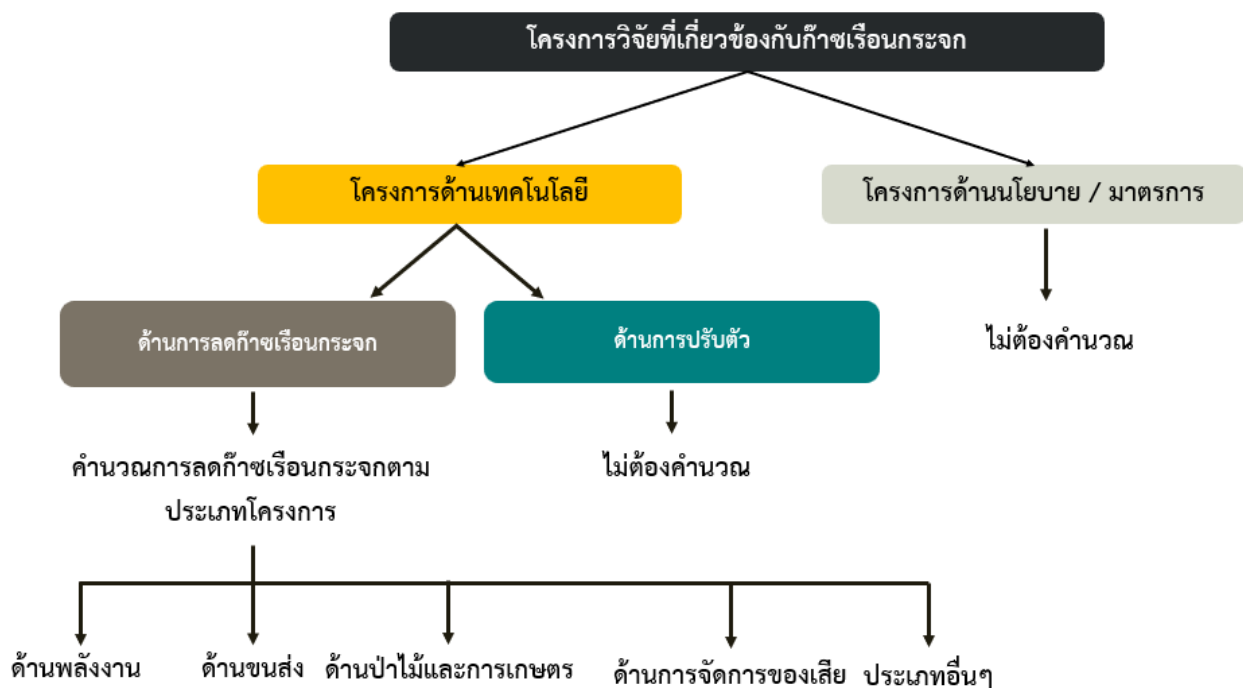 โครงการวิจัยที่เกี่ยวข้องกับก๊าซเรือนกระจก
โครงการด้านเทคโนโลยี
โครงการด้านนโยบาย / มาตรการ
ด้านการลดก๊าซเรือนกระจก
ด้านการปรับตัว
ไม่ต้องคำนวณ
คำนวณการลดก๊าซเรือนกระจกตาม
ประเภทโครงการ
ไม่ต้องคำนวณ
ด้านพลังงาน
ด้านขนส่ง
ด้านป่าไม้และการเกษตร
ด้านการจัดการของเสีย
ประเภทอื่นๆ